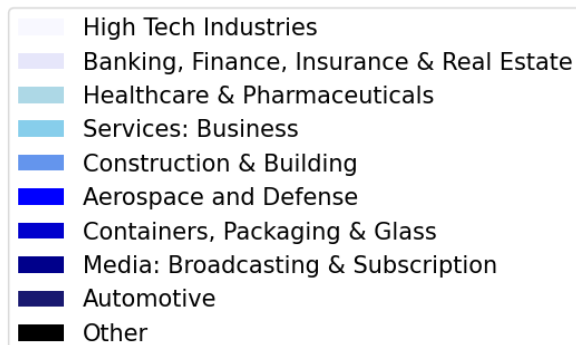 High Tech Industries
Banking, Finance, Insurance & Real Estate
Healthcare & Pharmaceuticals
Services: Business
Construction & Building
Aerospace and Defense
Containers, Packaging & Glass
Media: Broadcasting & Subscription
Automotive
Other